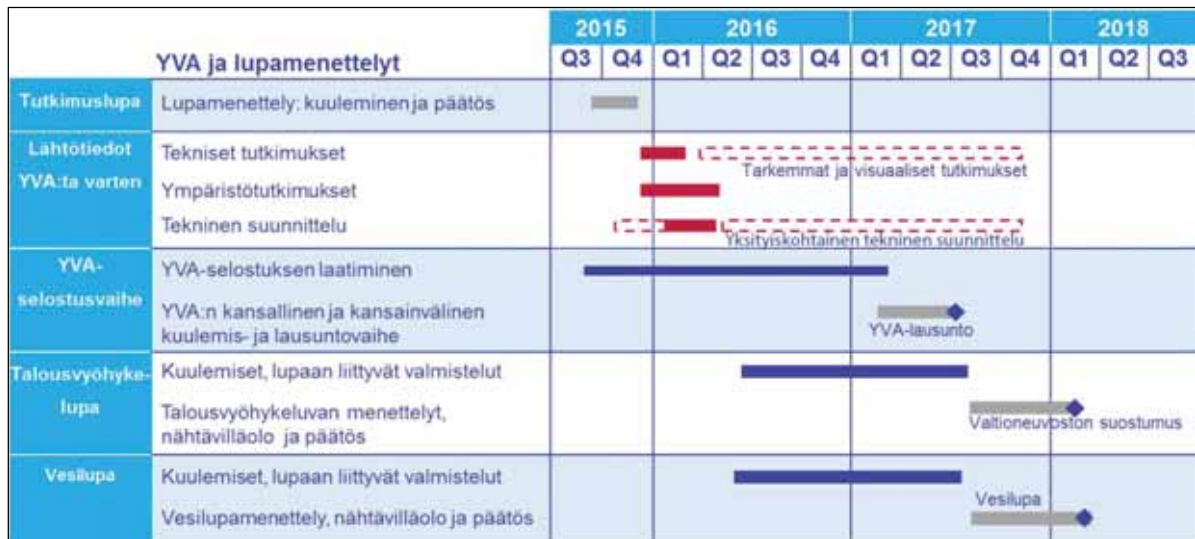 2015 2016 2017 2018
YVA ja lupamenettelyt Q3 Q4 Q1 Q2 Q3 Q4 Q1 Q2 Q3 Q4 Q1 Q2 Q3
Tutkimuslupa Lupamenettely: kuuleminen ja päätös
Lähtötiedot
YVA:ta varten
Tekniset tutkimukset
Tarkemmat ja visuaaliset tutkimukset
Ympäristötutkimukset
Tekninen suunnittelu
Yksityiskohtainen tekninen suunnittelu
YVA-
selostusvaihe
YVA-selostuksen laatiminen
YVA:n kansallinen ja kansainvälinen
kuulemis- ja lausuntovaihe
YVA-lausunto
Talousvyöhyke-
lupa
Kuulemiset, lupaan liittyvät valmistelut
Talousvyöhykeluvan menettelyt,
nähtävilläolo ja päätös
Valtioneuvoston suostumus
Vesilupa Kuulemiset, lupaan liittyvät valmistelut
Vesilupa
Vesilupamenettely, nähtävilläolo ja päätös